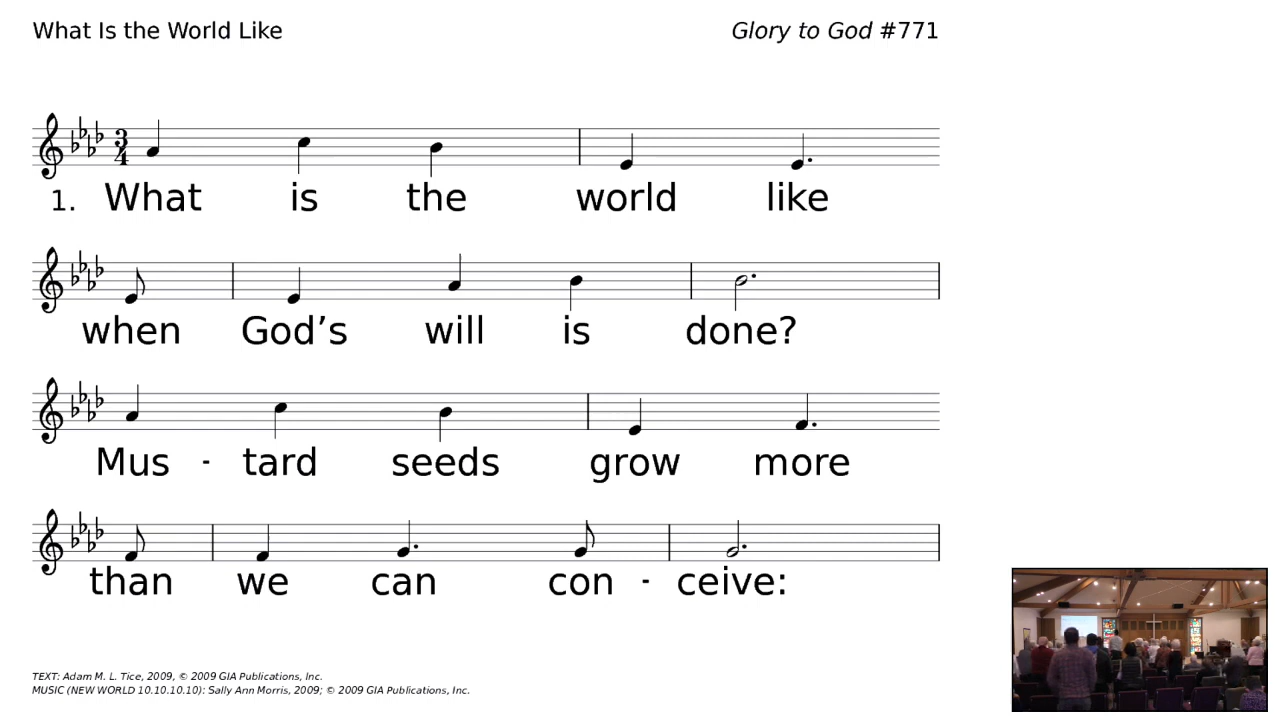 What Is the World Like
Glory to God #771
3
4
1. What is the world like
when God’s will is done?
Mus - tard seeds grow more
than we can con - ceive:
TEXT: Adam M. L. Tice, 2009, © 2009 GIA Publications, Inc.
MUSIC (NEW WORLD 10.10.10.10): Sally Ann Morris, 2009; © 2009 GIA Publications, Inc.